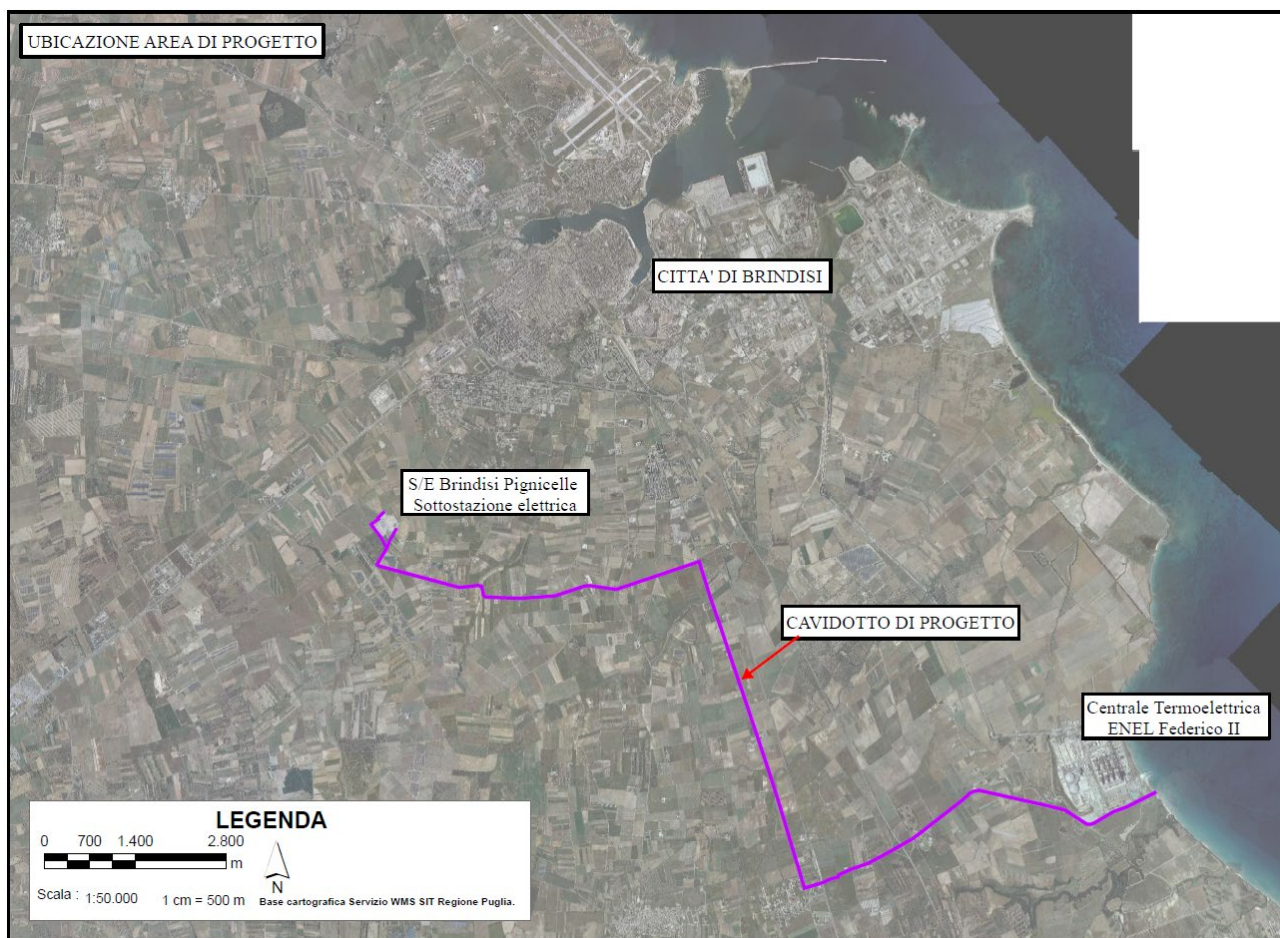 UBICAZIONE AREA DI PROGETTO
CITTA' DI BRINDISI
S/E Brindisi Pignicelle
Sottostazione elettrica
CAVIDOTTO DI PROGETTO
Centrale Termoelettrica
ENEL Federico II
LEGENDA
0 700 1.400 2.800
m
N
Scala : 1:50.000 1 cm = 500 m Base cartografica Servizio WMS SIT Regione Puglia.